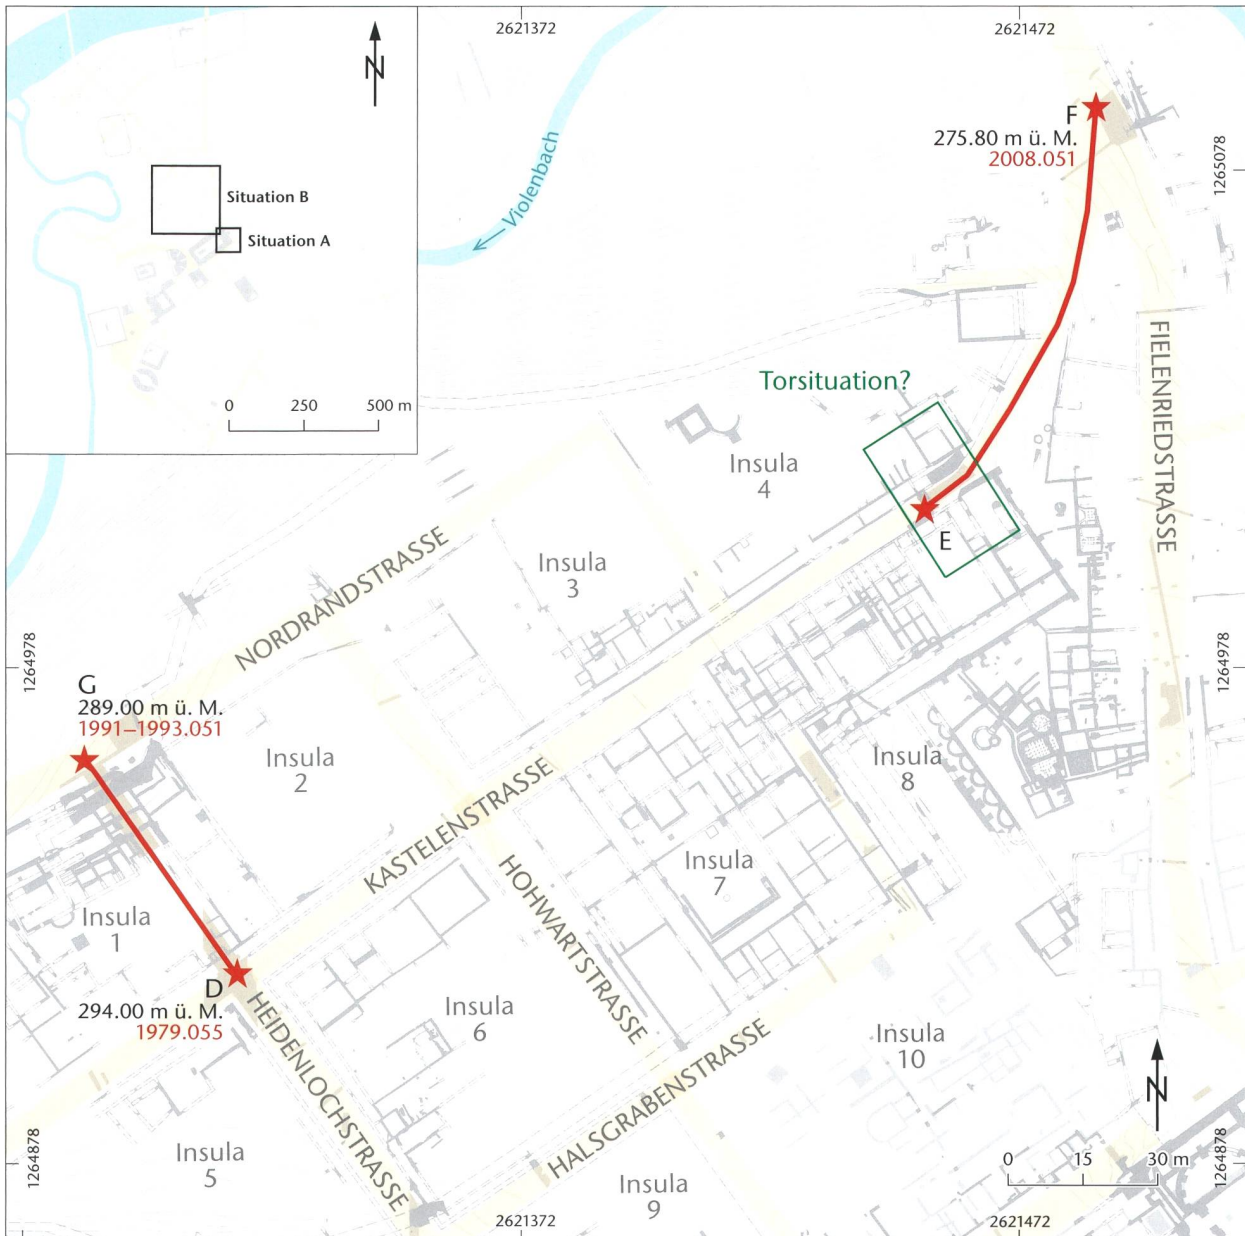 2621372
2621472
N
Situation B
Situation A
0 250 500 m
← Violenbach
F
275.80 m ü. M.
2008.051
1265078
Torsituation?
FIELENRIEDSTRASSE
Insula
4
E
NORDRANDSTRASSE
Insula
3
1264978
1264978
G
289.00 m ü. M.
1991–1993.051
Insula
2
KASTELENSTRASSE
Insula
8
Insula
7
HOHWARTSTRASSE
Insula
1
D
294.00 m ü. M.
1979.055
HEIDENLOCHSTRASSE
Insula
6
Insula
10
HALSGRABENSTRASSE
N
Insula
5
Insula
9
0 15 30 m
1264878
1264878
2621372
2621472